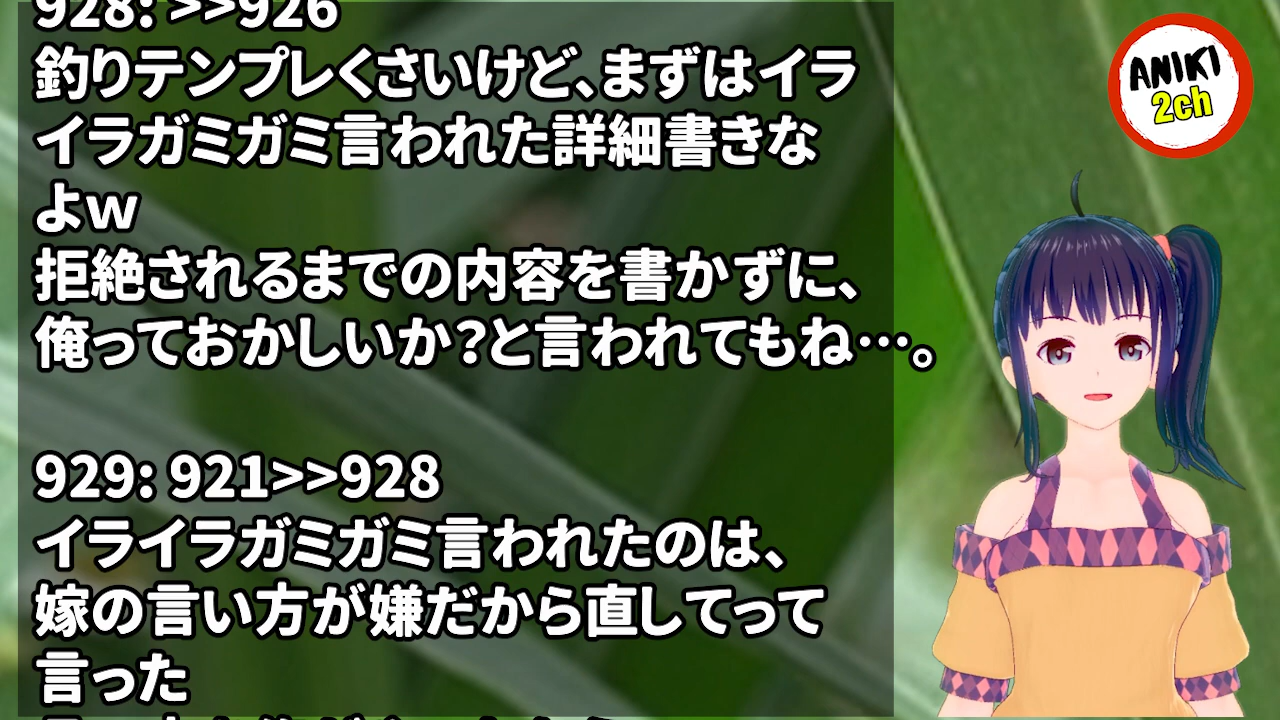 928: >>926
釣りテンプレくさいけど、まずはイラ
イラガミガミ言われた詳細書きな
よw
拒絶されるまでの内容を書かずに、
俺っておかしいか?と言われてもね…。
929: 921>>928
イライラガミガミ言われたのは、
嫁の言い方が嫌だから直してって
言った
ANIKI
2ch